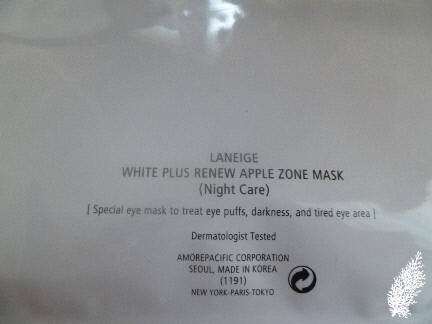 LANEIGE
WHITE PLUS RENEW APPLE ZONE MASK
(Night Care)
[ Special eye mask to treat eye puffs, darkness, and tired eye area ]
Dermatologist Tested
AMOREPACIFIC CORPORATION
SEOUL, MADE IN KOREA
(1191)
NEW YORK-PARIS-TOKYO